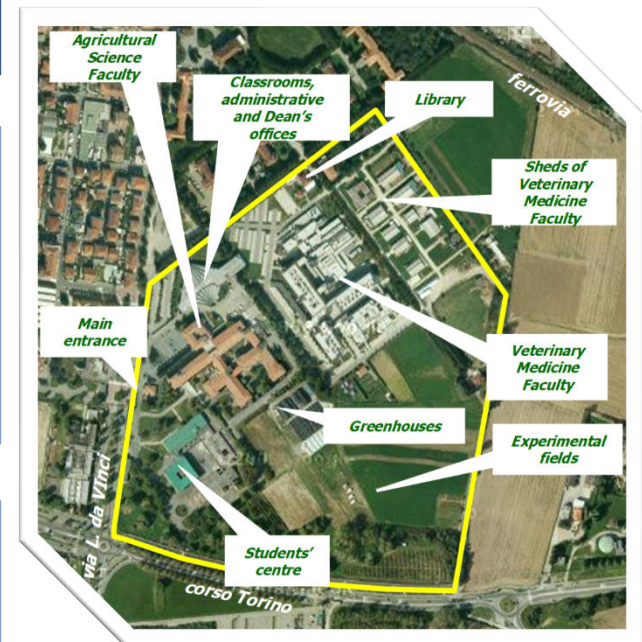 Agricultural
Science
Faculty
Classrooms,
administrative
and Dean's
offices
Library
ferrovia
Sheds of
Veterinary
Medicine
Faculty
Main
entrance
Veterinary
Medicine
Faculty
Greenhouses
Experimental
fields
Students'
centre
via L. da VInci
corso Torino